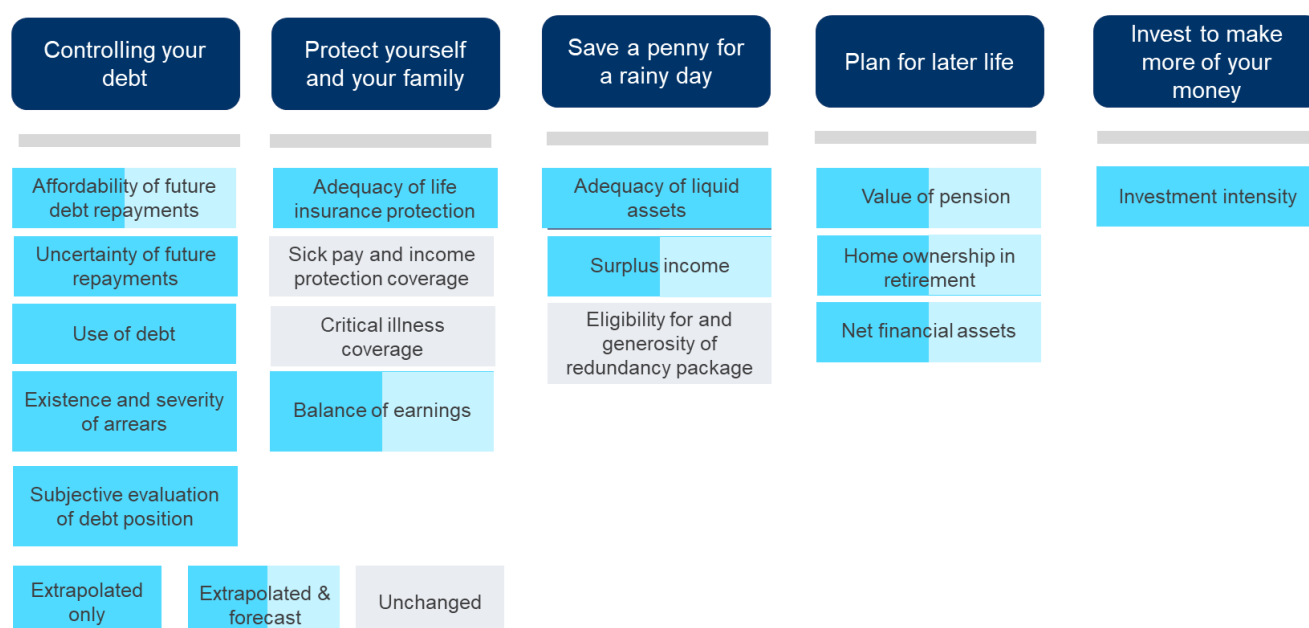 Controlling your
debt
Protect yourself
and your family
Save a penny for
a rainy day
Plan for later life
Invest to make
more of your
money
Affordability of future
debt repayments
Adequacy of life
insurance protection
Adequacy of liquid
assets
Value of pension
Investment intensity
Uncertainty of future
repayments
Sick pay and income
protection coverage
Surplus income
Home ownership in
retirement
Use of debt
Critical illness
coverage
Eligibility for and
generosity of
redundancy package
Net financial assets
Existence and severity
of arrears
Balance of earnings
Subjective evaluation
of debt position
Extrapolated
only
Extrapolated &
forecast
Unchanged